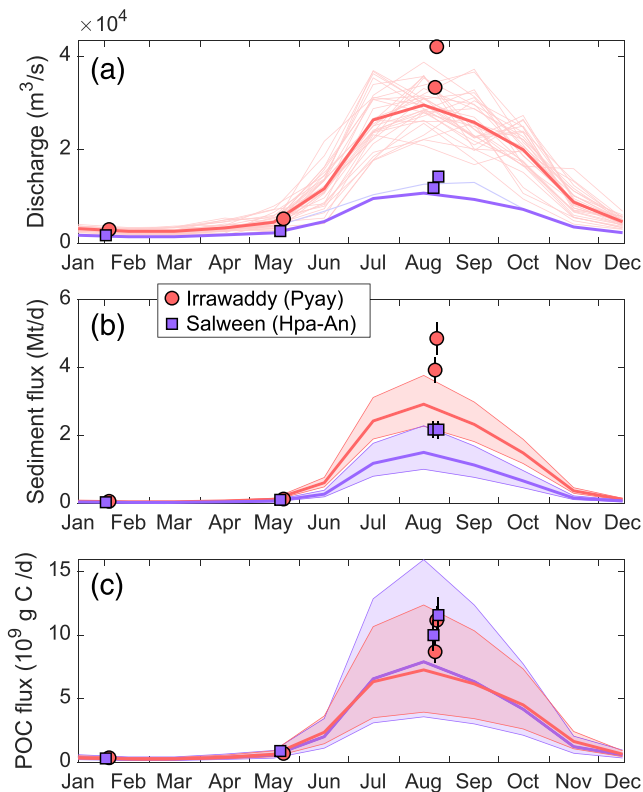 × 10⁴
(a)
Discharge (m³/s)
4
2
0
Jan Feb Mar Apr May Jun Jul Aug Sep Oct Nov Dec
Irrawaddy (Pyay)
Salween (Hpa-An)
(b)
Sediment flux (Mt/d)
6
4
2
0
Jan Feb Mar Apr May Jun Jul Aug Sep Oct Nov Dec
(c)
POC flux (10⁹ g C /d)
15
10
5
0
Jan Feb Mar Apr May Jun Jul Aug Sep Oct Nov Dec